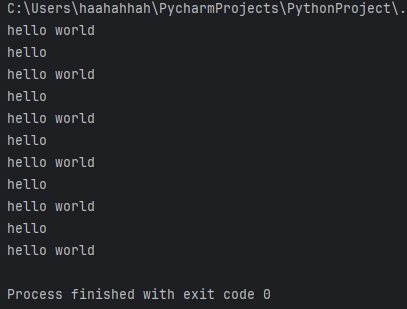 C:\Users\haahahhah\PycharmProjects\PythonProject\.
hello world
hello
hello world
hello
hello world
hello
hello world
hello
hello world
hello
hello world
Process finished with exit code 0